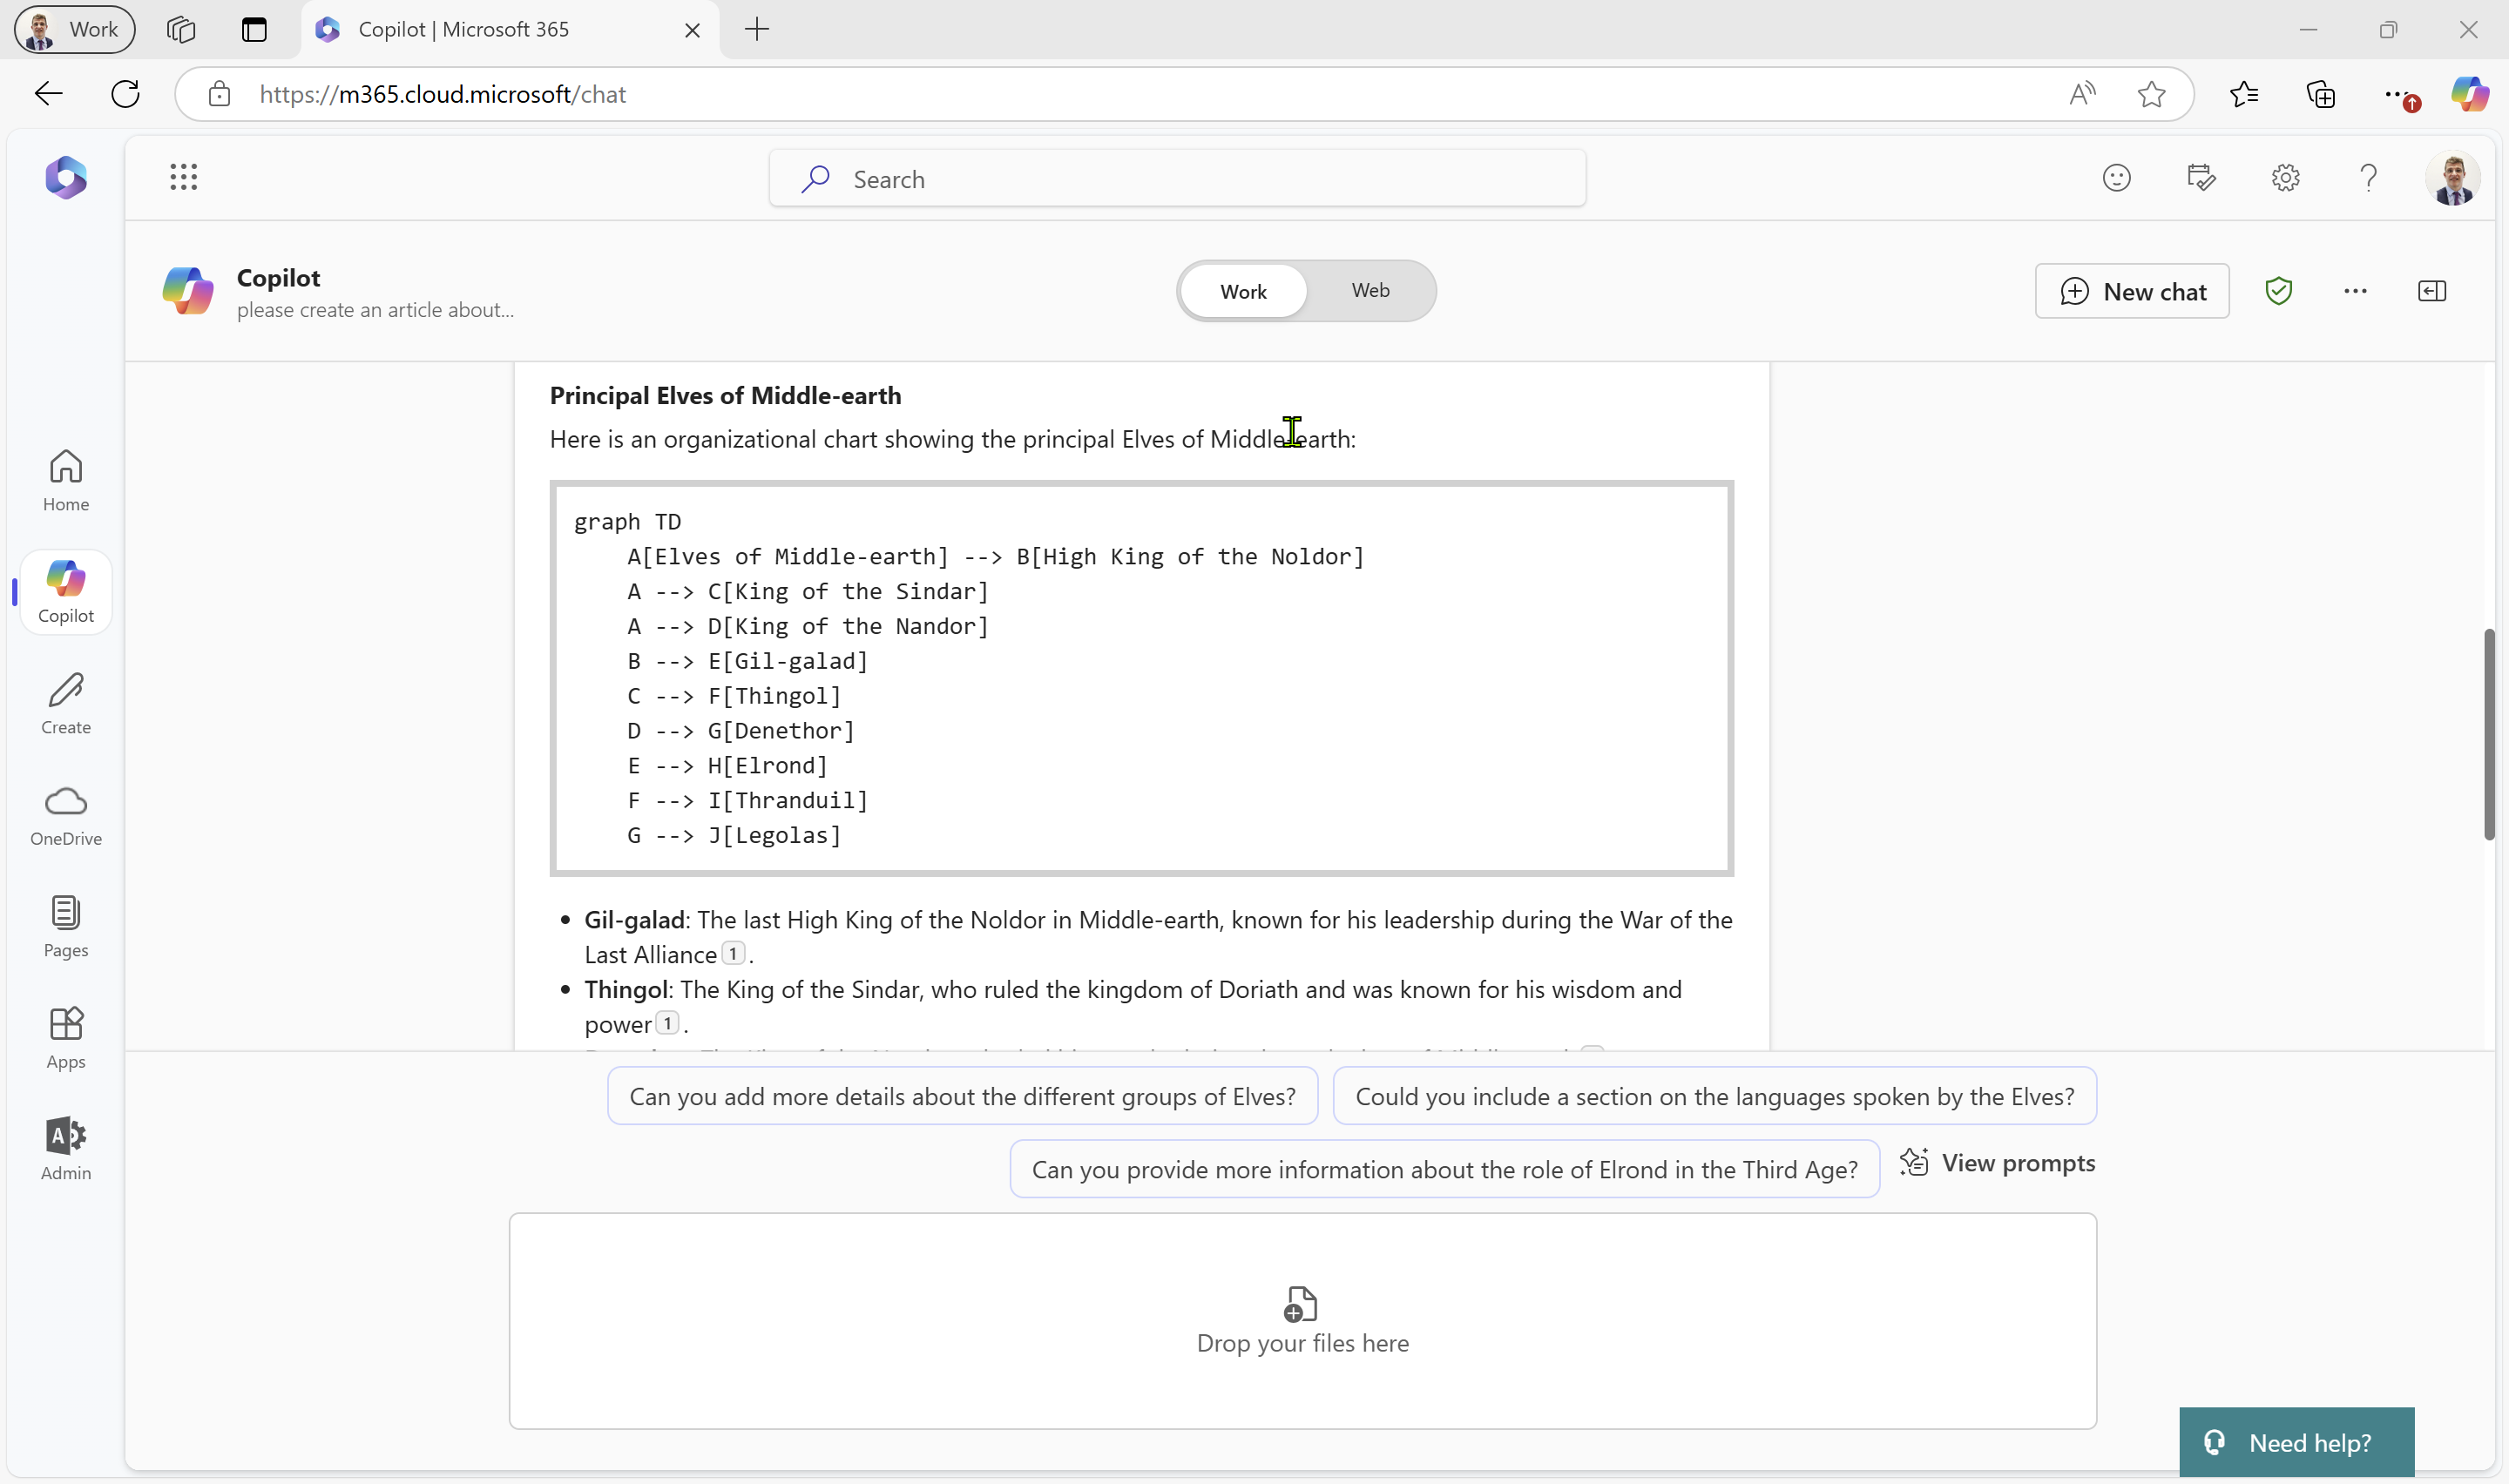 Work
Copilot | Microsoft 365
https://m365.cloud.microsoft/chat
Search
Copilot
please create an article about...
Work
Web
New chat
Home
Copilot
Create
OneDrive
Pages
Apps
Admin
Principal Elves of Middle-earth
Here is an organizational chart showing the principal Elves of Middle-earth:
graph TD
A[Elves of Middle-earth] --> B[High King of the Noldor]
A --> C[King of the Sindar]
A --> D[King of the Nandor]
B --> E[Gil-galad]
C --> F[Thingol]
D --> G[Denethor]
E --> H[Elrond]
F --> I[Thranduil]
G --> J[Legolas]
• Gil-galad: The last High King of the Noldor in Middle-earth, known for his leadership during the War of the
Last Alliance 1 .
• Thingol: The King of the Sindar, who ruled the kingdom of Doriath and was known for his wisdom and
power 1 .
Can you add more details about the different groups of Elves?
Could you include a section on the languages spoken by the Elves?
Can you provide more information about the role of Elrond in the Third Age?
View prompts
Drop your files here
Need help?